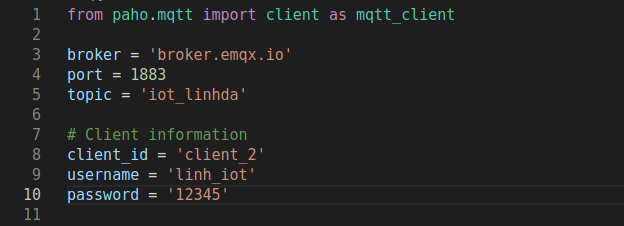 1 from paho.mqtt import client as mqtt_client
2
3 broker = 'broker.emqx.io'
4 port = 1883
5 topic = 'iot_linhda'
6
7 # Client information
8 client_id = 'client_2'
9 username = 'linh_iot'
10 password = '12345'
11